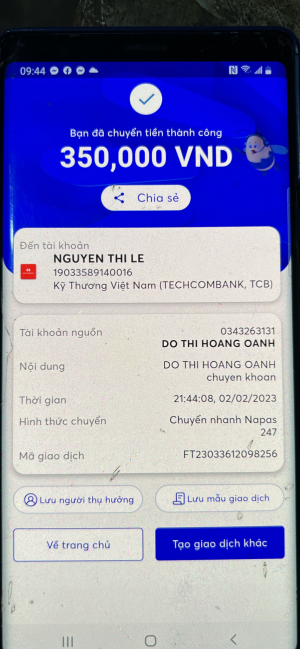 09:44
Bạn đã chuyển tiền thành công
350,000 VND
Chia sẻ
Đến tài khoản
NGUYEN THI LE
19033589140016
Kỹ Thương Việt Nam (TECHCOMBANK, TCB)
Tài khoản nguồn
0343263131
DO THI HOANG OANH
Nội dung
DO THI HOANG OANH
chuyen khoan
Thời gian
21:44:08, 02/02/2023
Hình thức chuyển
Chuyển nhanh Napas
247
Mã giao dịch
FT23033612098256
Lưu người thụ hưởng
Lưu mẫu giao dịch
Về trang chủ
Tạo giao dịch khác